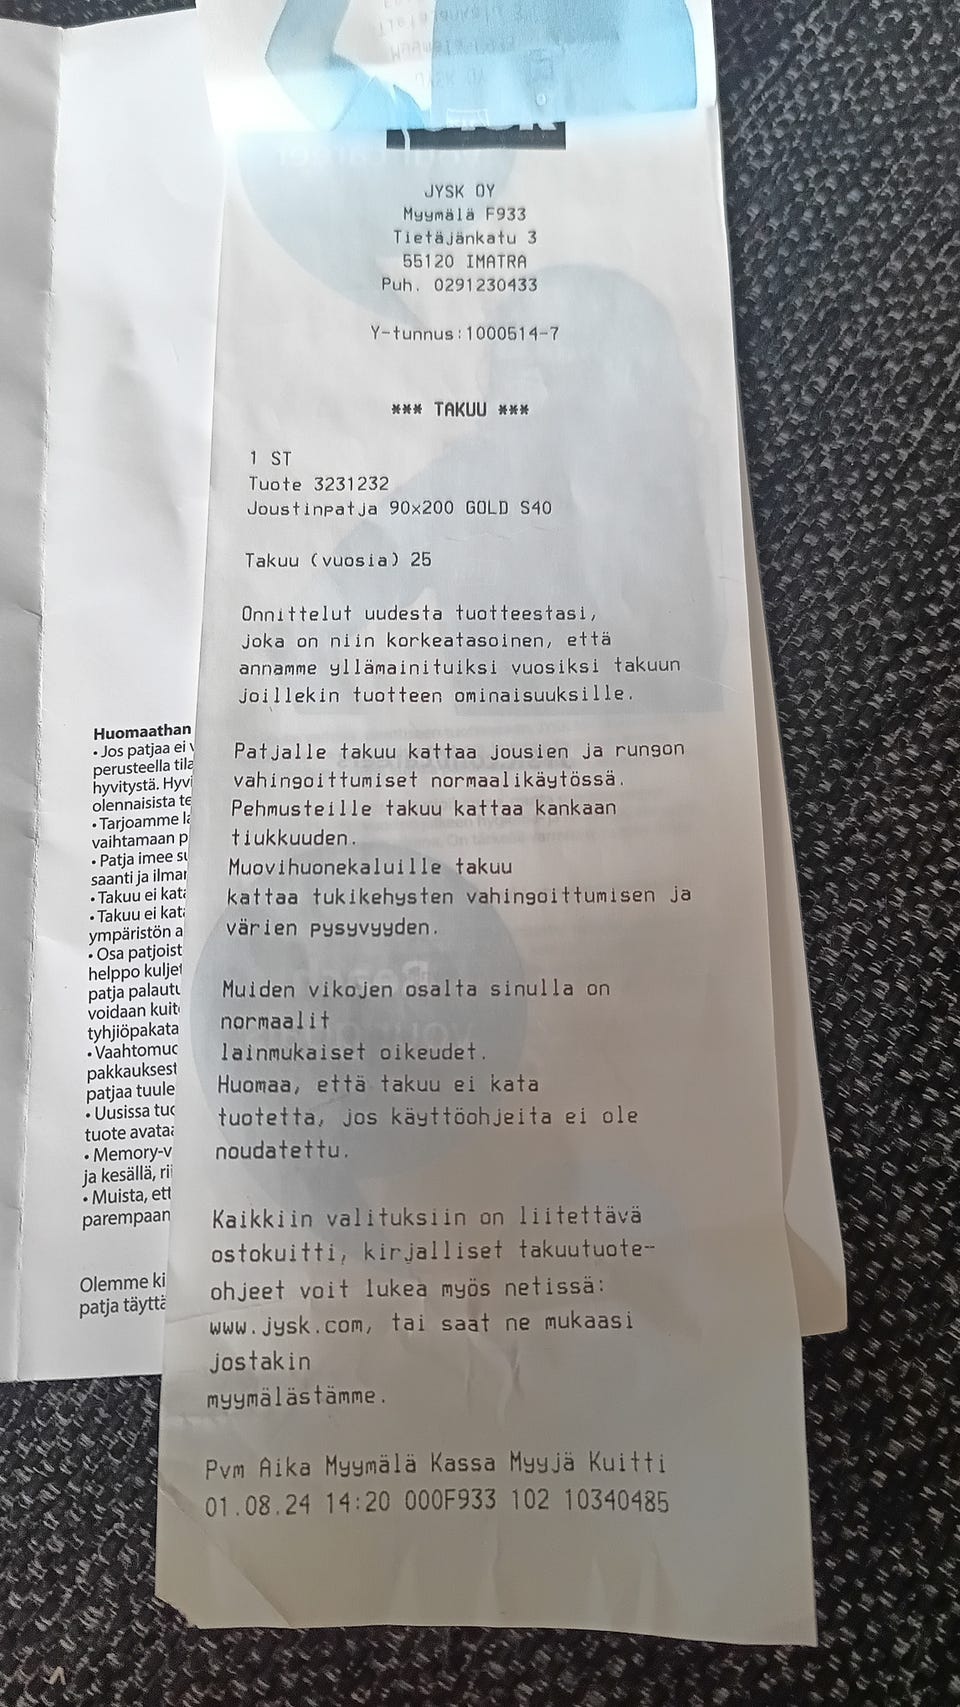 JYSK OY
Myymälä F933
Tietäjänkatu 3
55120 IMATRA
Puh. 0291230433
Y-tunnus:1000514-7
*** TAKUU ***
1 ST
Tuote 3231232
Joustinpatja 90x200 GOLD S40
Takuu (vuosia) 25
Onnittelut uudesta tuotteestasi,
joka on niin korkeatasoinen, että
annamme yllämainituiksi vuosiksi takuun
joillekin tuotteen ominaisuuksille.
Patjalle takuu kattaa jousien ja rungon
vahingoittumiset normaalikäytössä.
Pehmusteille takuu kattaa kankaan
tiukkuuden.
Muovihuonekaluille takuu
kattaa tukikehysten vahingoittumisen ja
värien pysyvyyden.
Muiden vikojen osalta sinulla on
normaalit
lainmukaiset oikeudet.
Huomaa, että takuu ei kata
tuotetta, jos käyttöohjeita ei ole
noudatettu.
Kaikkiin valituksiin on liitettävä
ostokuitti, kirjalliset takuutuote-
ohjeet voit lukea myös netissä:
www.jysk.com, tai saat ne mukaasi
jostakin
myymälästämme.
Pvm Aika Myymälä Kassa Myyjä Kuitti
01.08.24 14:20 000F933 102 10340485
Huomaathan
• Jos patjaa ei
perusteella
hyvitystä.
olennaisista
• Tarjoamme
vaihtamaan
• Patja imee
saanti ja
• Takuu ei
• Takuu ei
ympäristön
• Osa
helppo
patja
voidaan
• Uusissa
tuote
ja kesällä,
• Muista,
parempaan
Olemme
patja